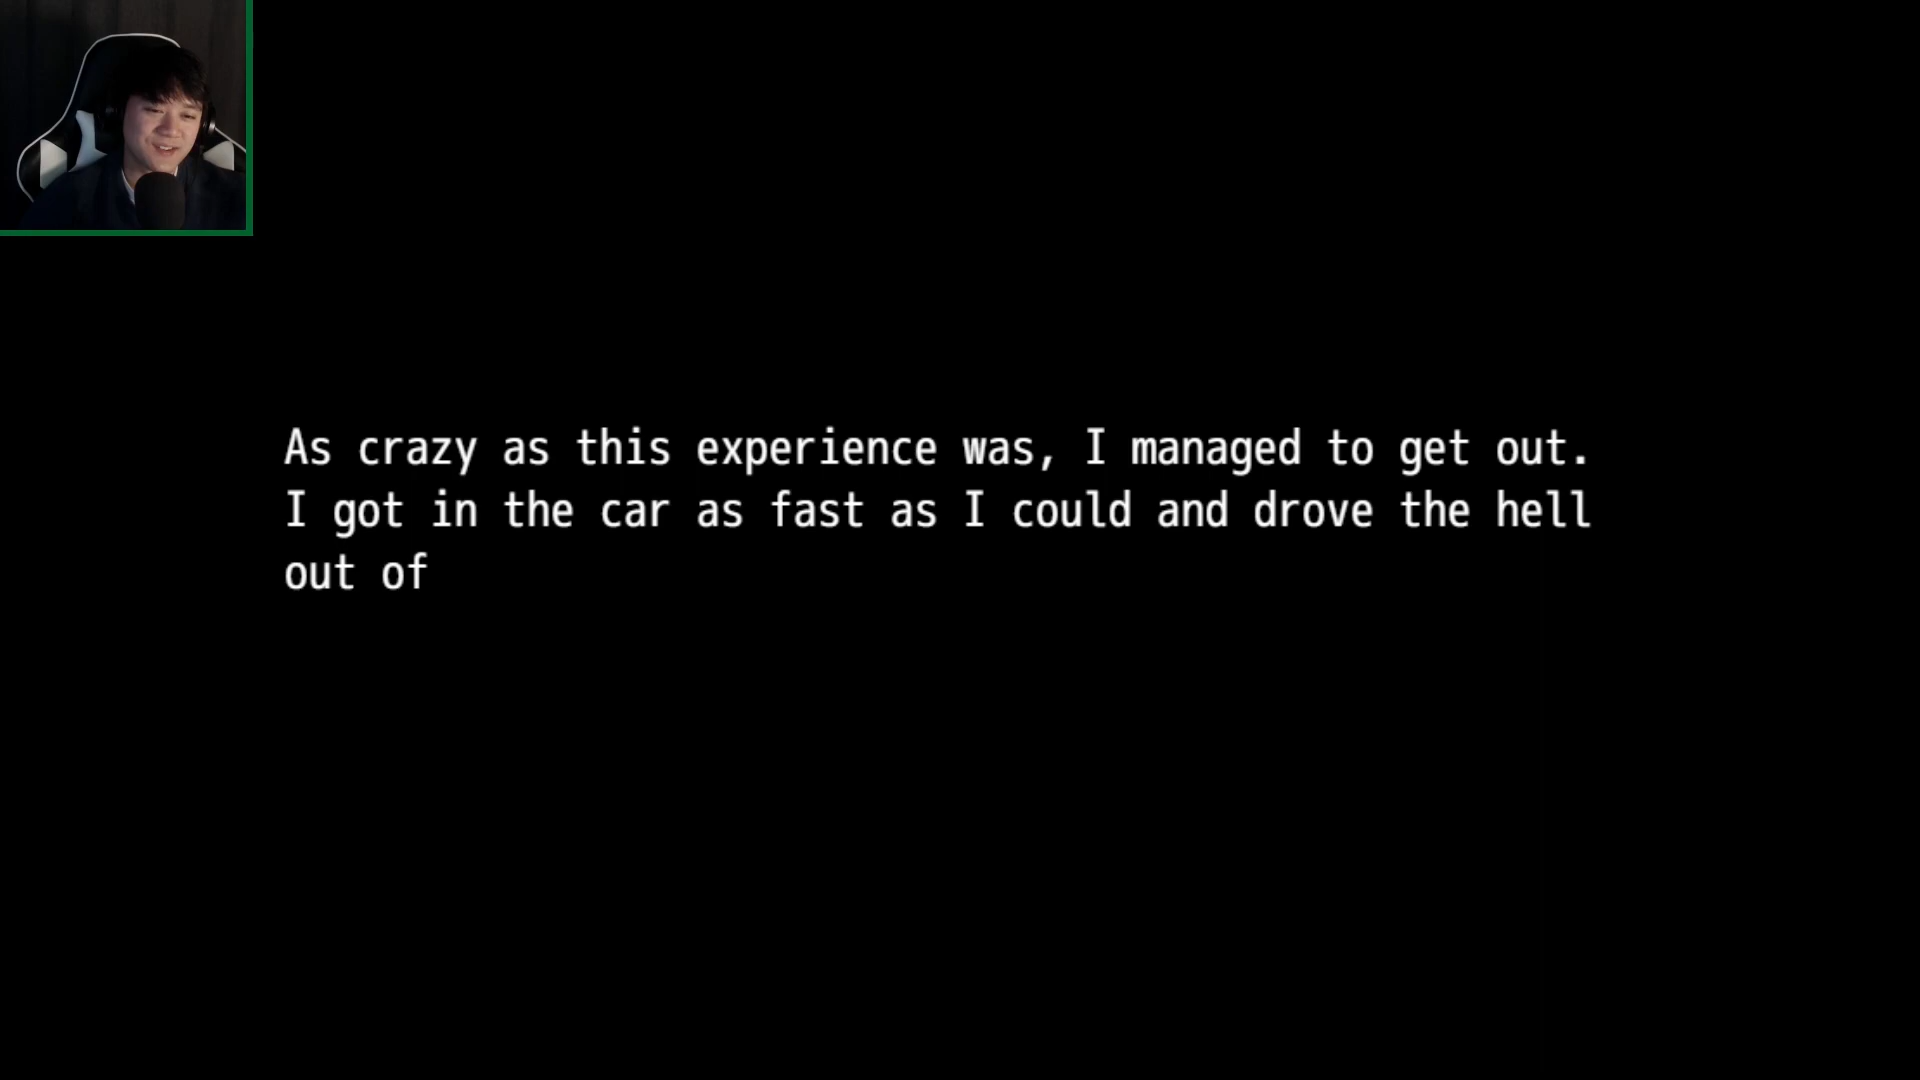 As crazy as this experience was, I managed to get out.
I got in the car as fast as I could and drove the hell
out of